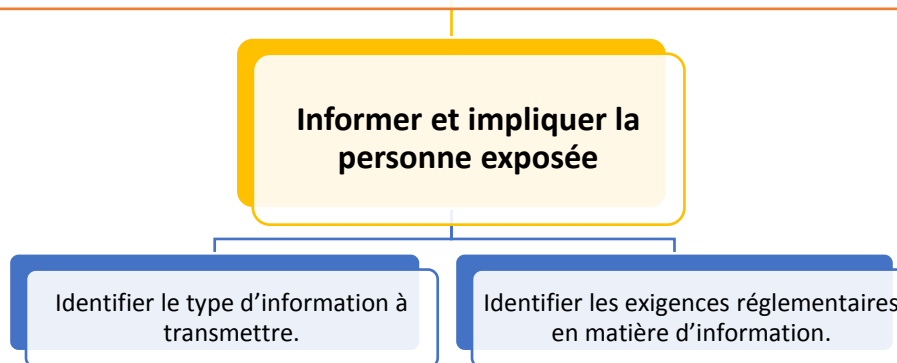 Informer et impliquer la
personne exposée
Identifier le type d’information à
transmettre.
Identifier les exigences réglementaires
en matière d’information.